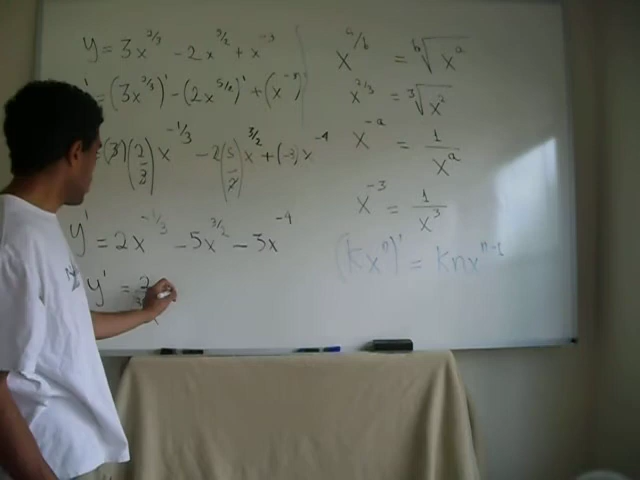 y = 3x^{2/3} - 2x^{5/2} + x^{-3}
' = (3x^{2/3})' - (2x^{5/2})' + (x^{-3})'
= (3)(2/3)x^{-1/3} - 2(5/2)x^{3/2} + (-3)x^{-4}
y' = 2x^{-1/3} - 5x^{3/2} - 3x^{-4}
y' = 2
x^{a/b} = ᵇ√x^a
x^{2/3} = ³√x²
x^{-a} = 1/x^a
x^{-3} = 1/x³
(kx^n)' = knx^{n-1}